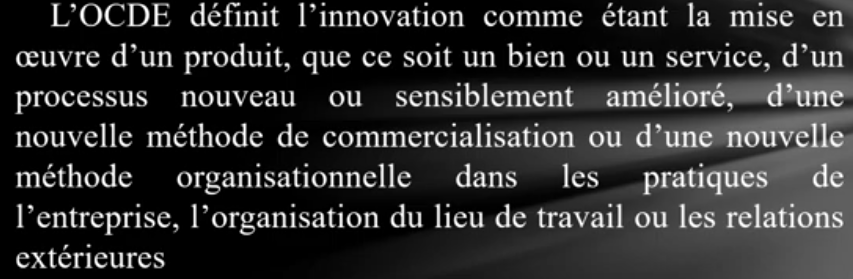 L’OCDE définit l’innovation comme étant la mise en
œuvre d’un produit, que ce soit un bien ou un service, d’un
processus nouveau ou sensiblement amélioré, d’une
nouvelle méthode de commercialisation ou d’une nouvelle
méthode organisationnelle dans les pratiques de
l’entreprise, l’organisation du lieu de travail ou les relations
extérieures